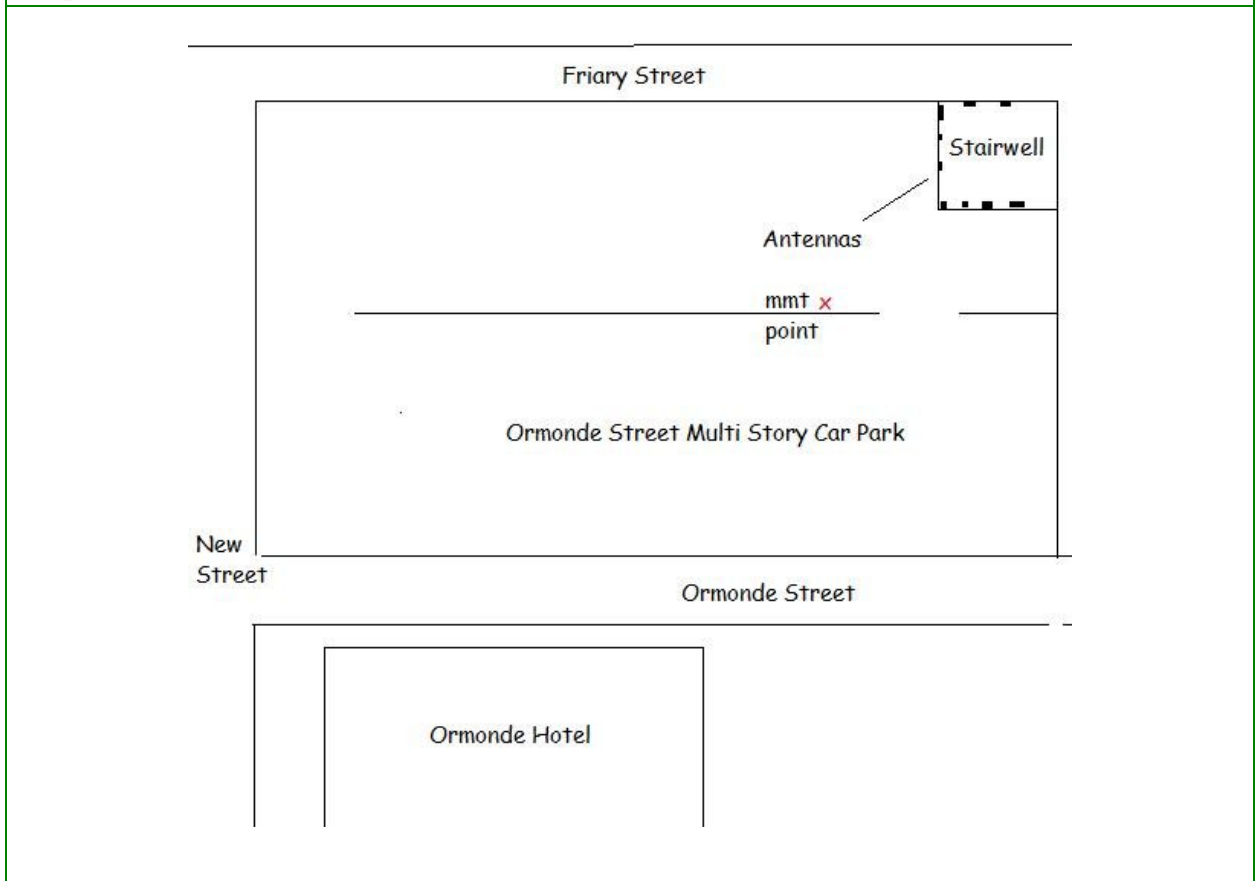 Friary Street
Stairwell
Antennas
mmt x
point
Ormonde Street Multi Story Car Park
New
Street
Ormonde Street
Ormonde Hotel